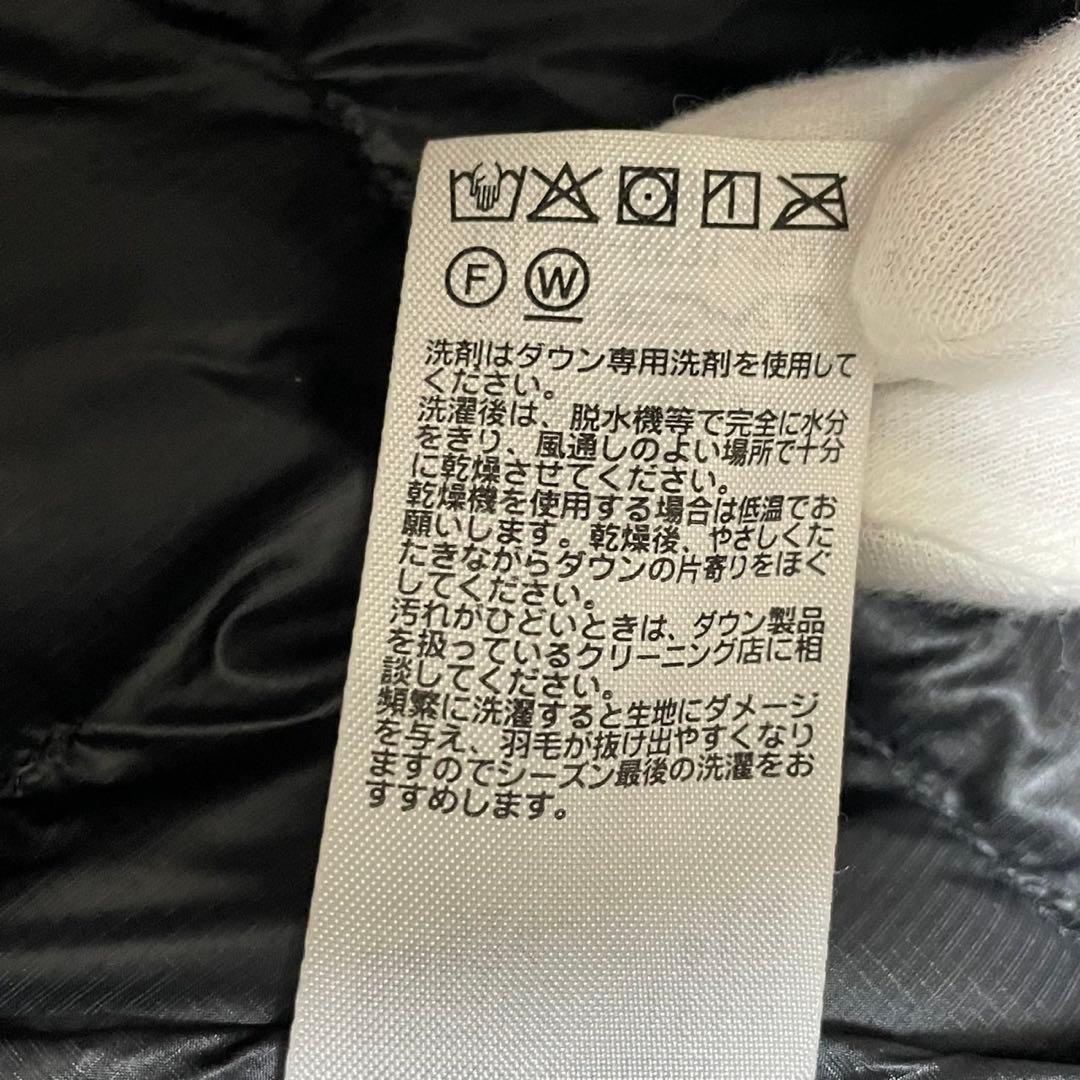 F W
洗剤はダウン専用洗剤を使用して
ください。
洗濯後は、脱水機等で完全に水分
をきり、風通しのよい場所で十分
に乾燥させてください。
乾燥機を使用する場合は低温でお
願いします。乾燥後、やさしくた
たきながらダウンの片寄りをほぐ
してください。
汚れがひどいときは、ダウン製品
を扱っているクリーニング店に相
談してください。
頻繁に洗濯すると生地にダメージ
を与え、羽毛が抜け出やすくなり
ますのでシーズン最後の洗濯をお
すすめします。